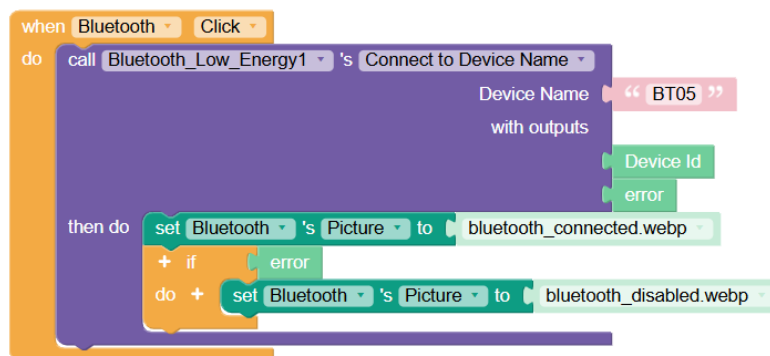 when Bluetooth Click
do call Bluetooth_Low_Energy1 's Connect to Device Name
Device Name “ BT05 ”
with outputs
Device Id
error
then do set Bluetooth 's Picture to bluetooth_connected.webp
+ if error
do + set Bluetooth 's Picture to bluetooth_disabled.webp